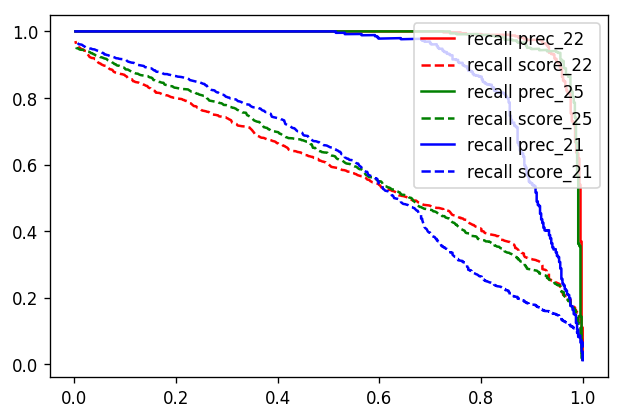 1.0
0.8
0.6
0.4
0.2
0.0
0.0 0.2 0.4 0.6 0.8 1.0
recall prec_22
recall score_22
recall prec_25
recall score_25
recall prec_21
recall score_21